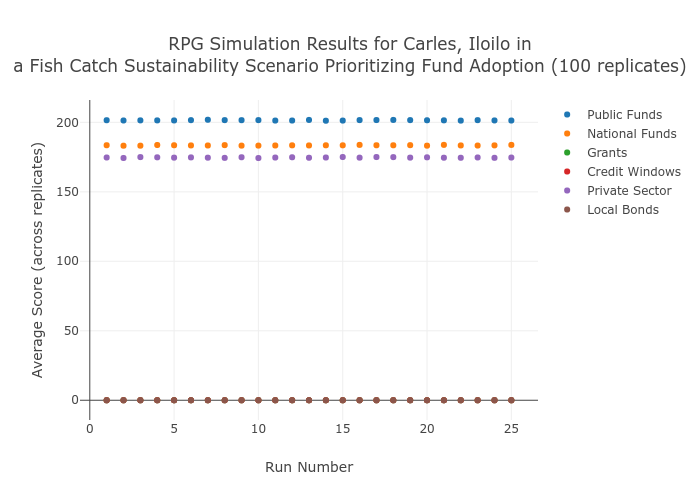 RPG Simulation Results for Carles, Iloilo in
a Fish Catch Sustainability Scenario Prioritizing Fund Adoption (100 replicates)
Average Score (across replicates)
200
150
100
50
0
0
5
10
15
20
25
Run Number
Public Funds
National Funds
Grants
Credit Windows
Private Sector
Local Bonds